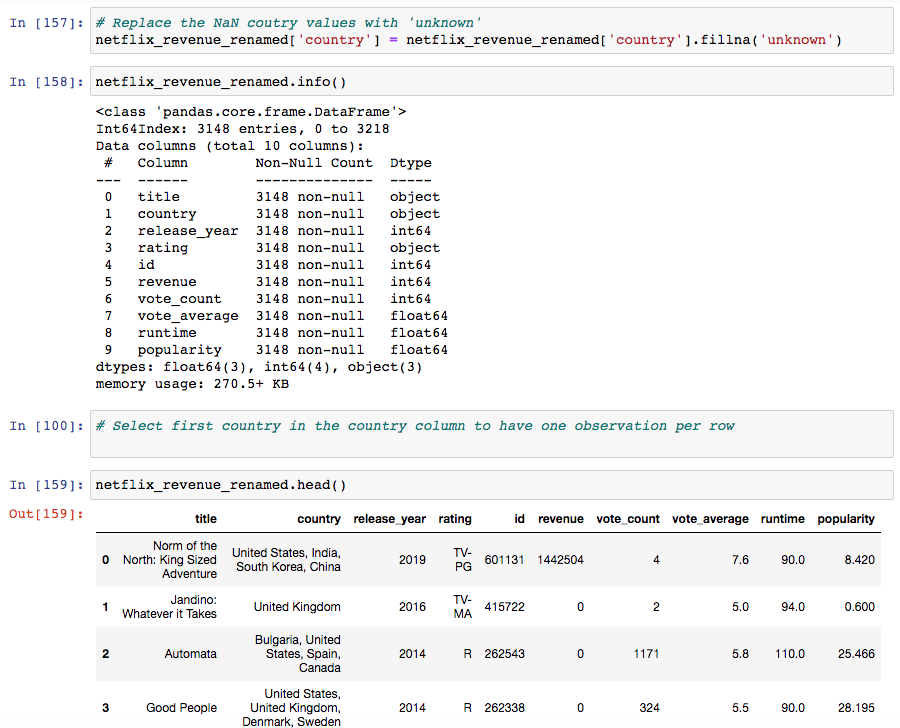 In [157]: # Replace the NaN coutry values with 'unknown'
netflix_revenue_renamed['country'] = netflix_revenue_renamed['country'].fillna('unknown')
In [158]: netflix_revenue_renamed.info()
<class 'pandas.core.frame.DataFrame'>
Int64Index: 3148 entries, 0 to 3218
Data columns (total 10 columns):
# Column Non-Null Count Dtype
--- ------ -------------- -----
0 title 3148 non-null object
1 country 3148 non-null object
2 release_year 3148 non-null int64
3 rating 3148 non-null object
4 id 3148 non-null int64
5 revenue 3148 non-null int64
6 vote_count 3148 non-null int64
7 vote_average 3148 non-null float64
8 runtime 3148 non-null float64
9 popularity 3148 non-null float64
dtypes: float64(3), int64(4), object(3)
memory usage: 270.5+ KB
In [100]: # Select first country in the country column to have one observation per row
In [159]: netflix_revenue_renamed.head()
Out[159]:
title country release_year rating id revenue vote_count vote_average runtime popularity
0 Norm of the North: King Sized Adventure United States, India, South Korea, China 2019 TV-PG 601131 1442504 4 7.6 90.0 8.420
1 Jandino: Whatever it Takes United Kingdom 2016 TV-MA 415722 0 2 5.0 94.0 0.600
2 Automata Bulgaria, United States, Spain, Canada 2014 R 262543 0 1171 5.8 110.0 25.466
3 Good People United States, United Kingdom, Denmark, Sweden 2014 R 262338 0 324 5.5 90.0 28.195